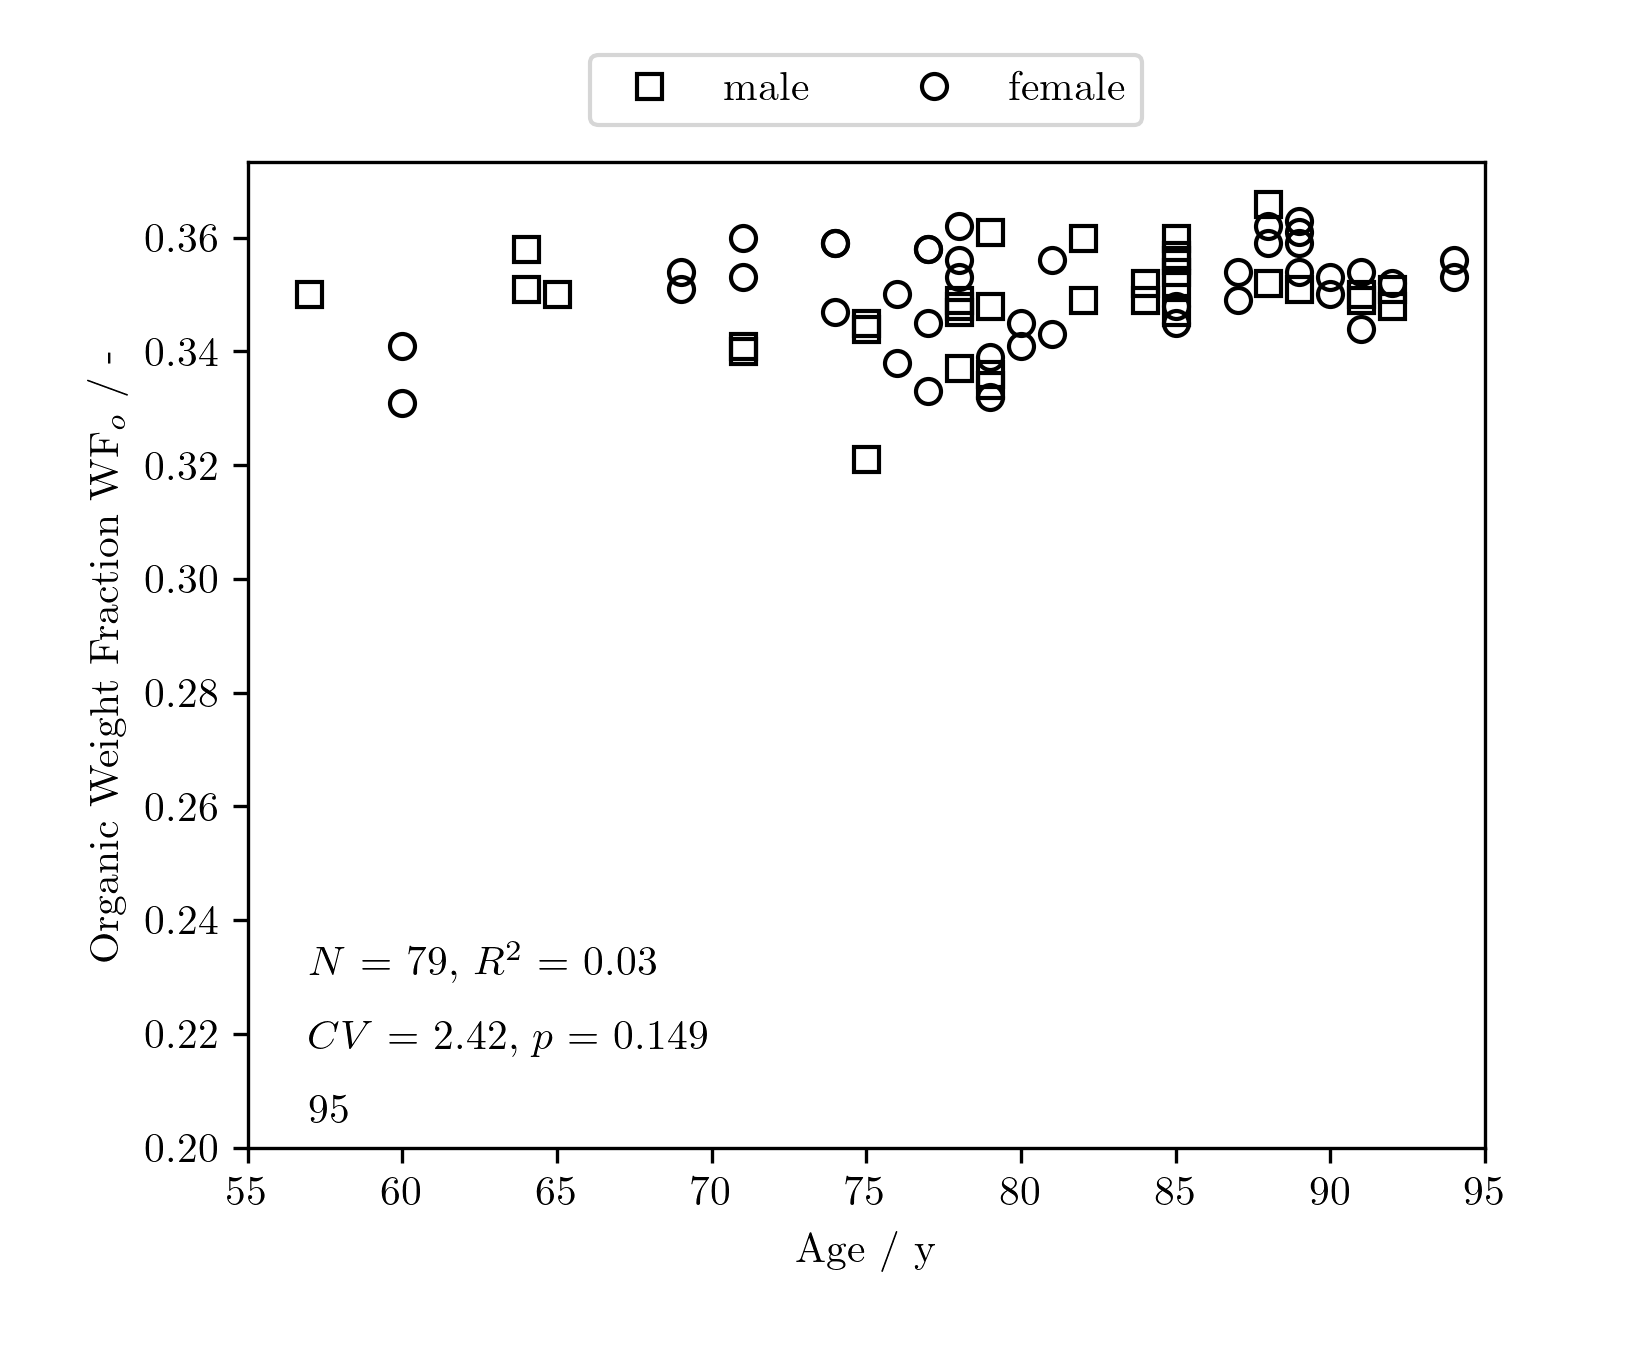 male female
0.36
0.34
0.32
0.30
0.28
0.26
0.24
0.22
0.20
Organic Weight Fraction WFₒ / -
N = 79, R² = 0.03
CV = 2.42, p = 0.149
95
55 60 65 70 75 80 85 90 95
Age / y